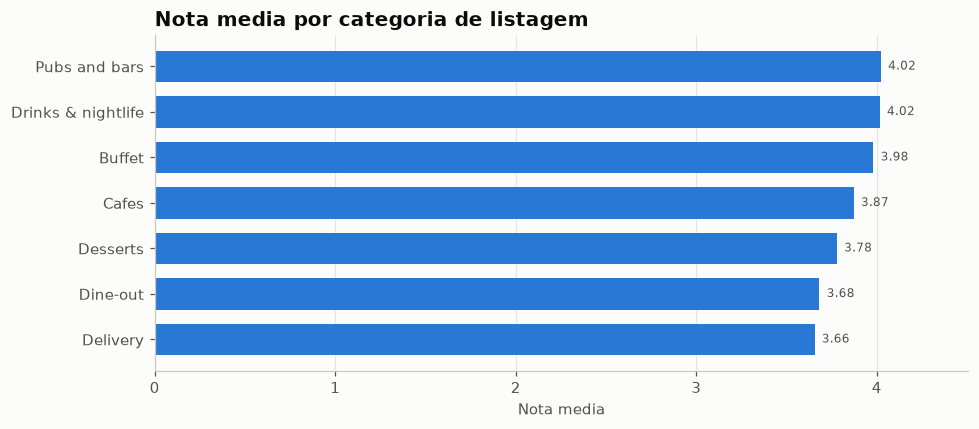 Nota media por categoria de listagem
Pubs and bars 4.02
Drinks & nightlife 4.02
Buffet 3.98
Cafes 3.87
Desserts 3.78
Dine-out 3.68
Delivery 3.66
0 1 2 3 4
Nota media